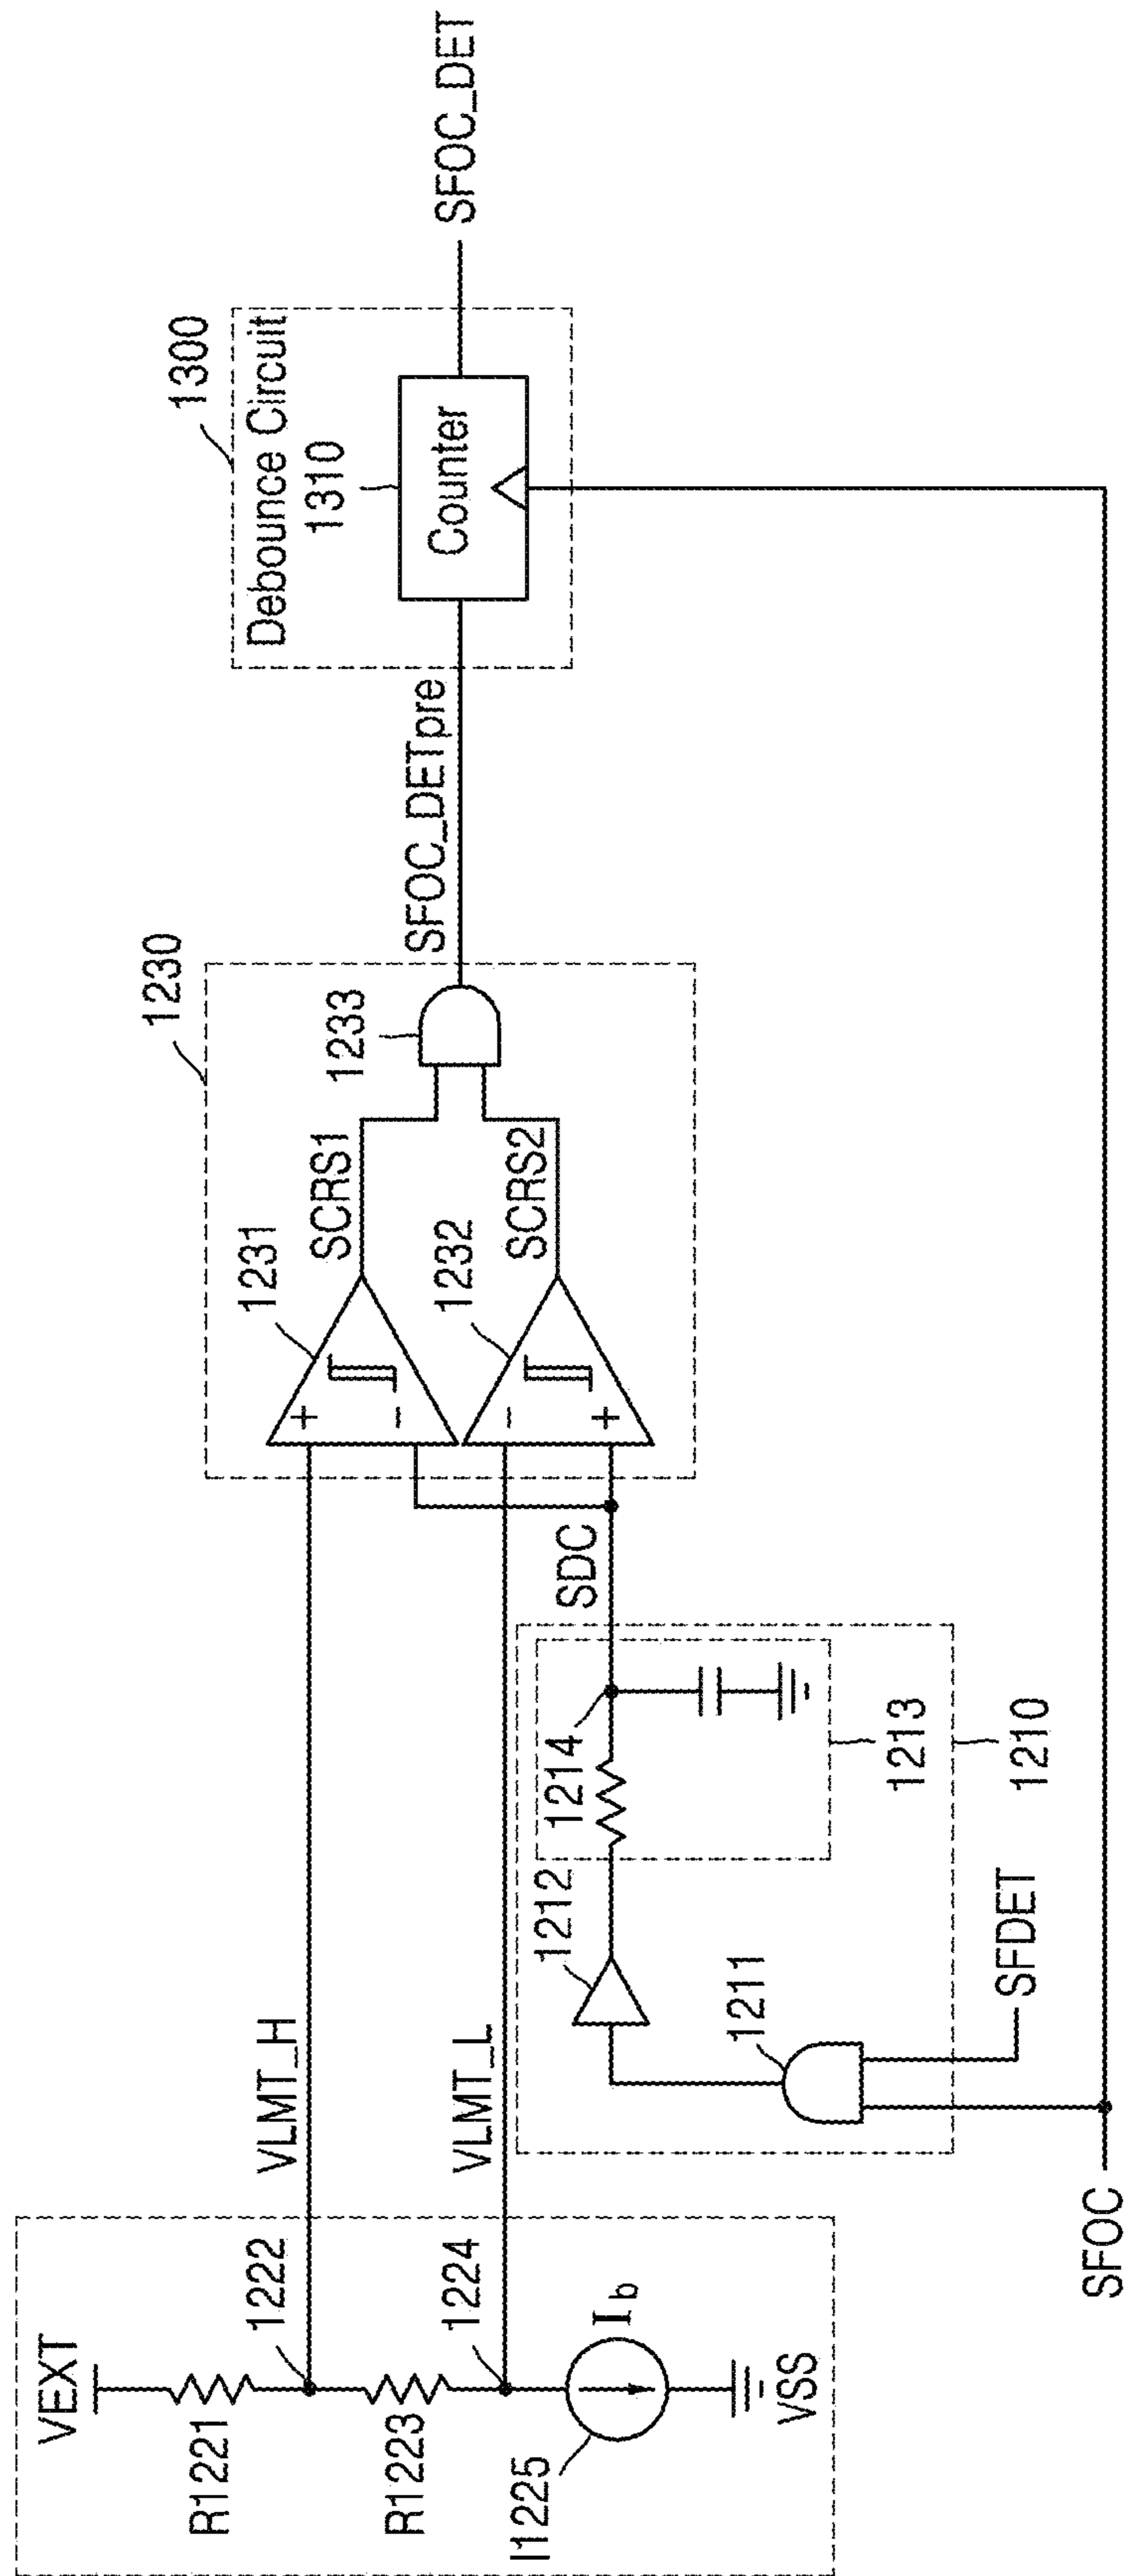 VEXT
R1221
1222
R1223
1224
I1225
Ib
VSS
VLMT_H
VLMT_L
SFOC
1211
SFDET
1212
1214
1213
1210
SDC
1230
1231
+
-
SCRS1
1232
-
+
SCRS2
1233
SFOC_DETpre
1300
Debounce Circuit
1310
Counter
SFOC_DET